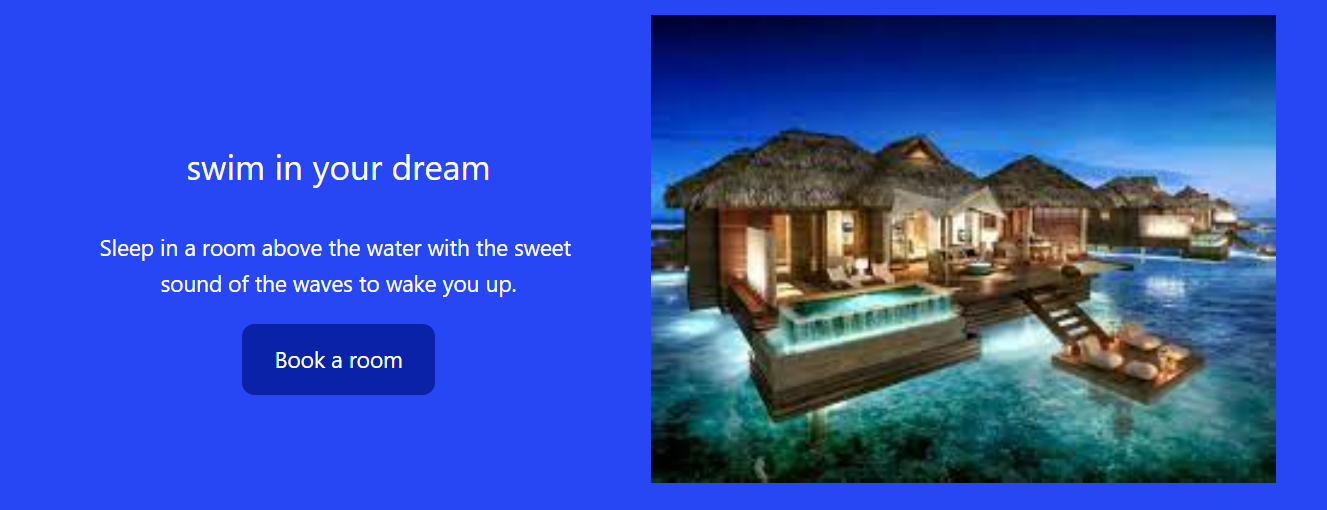 swim in your dream
Sleep in a room above the water with the sweet
sound of the waves to wake you up.
Book a room